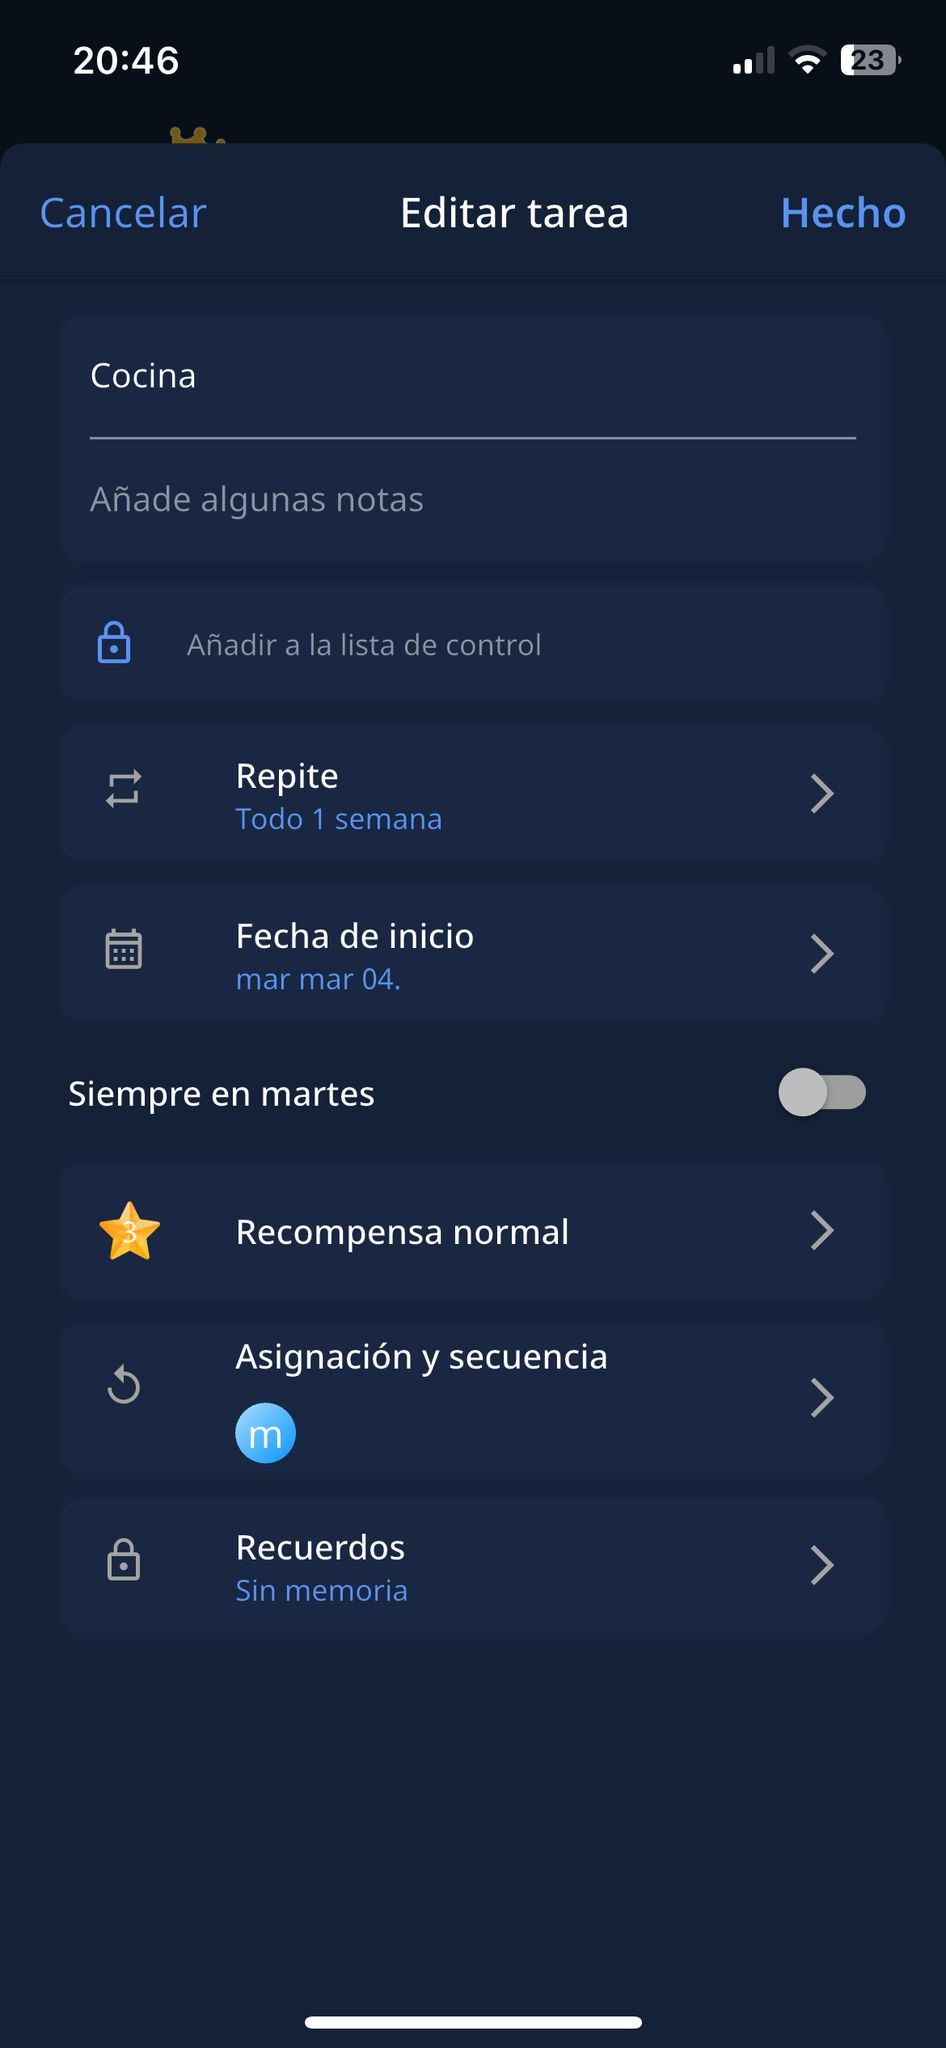 20:46
23
Cancelar
Editar tarea
Hecho
Cocina
Añade algunas notas
Añadir a la lista de control
Repite
Todo 1 semana
Fecha de inicio
mar mar 04.
Siempre en martes
3
Recompensa normal
Asignación y secuencia
m
Recuerdos
Sin memoria